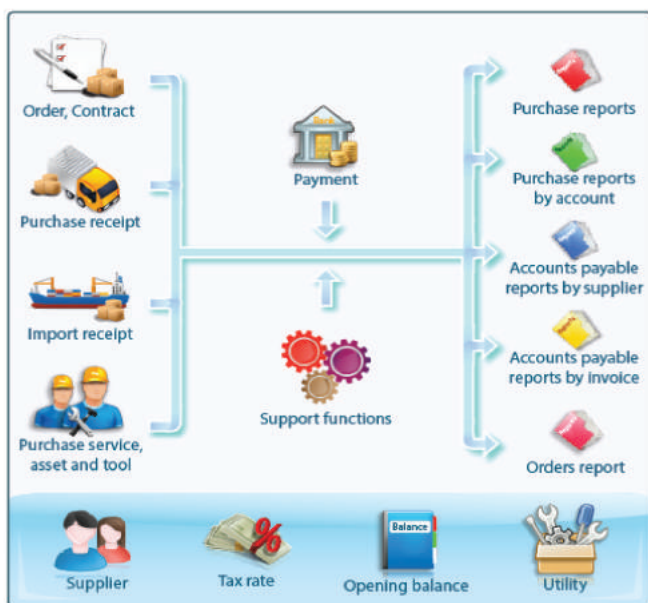 Order, Contract
Purchase receipt
Import receipt
Purchase service,
asset and tool
Bank
Payment
Support functions
Purchase reports
Purchase reports
by account
Accounts payable
reports by supplier
Accounts payable
reports by invoice
Orders report
Supplier
%
Tax rate
Balance
Opening balance
Utility